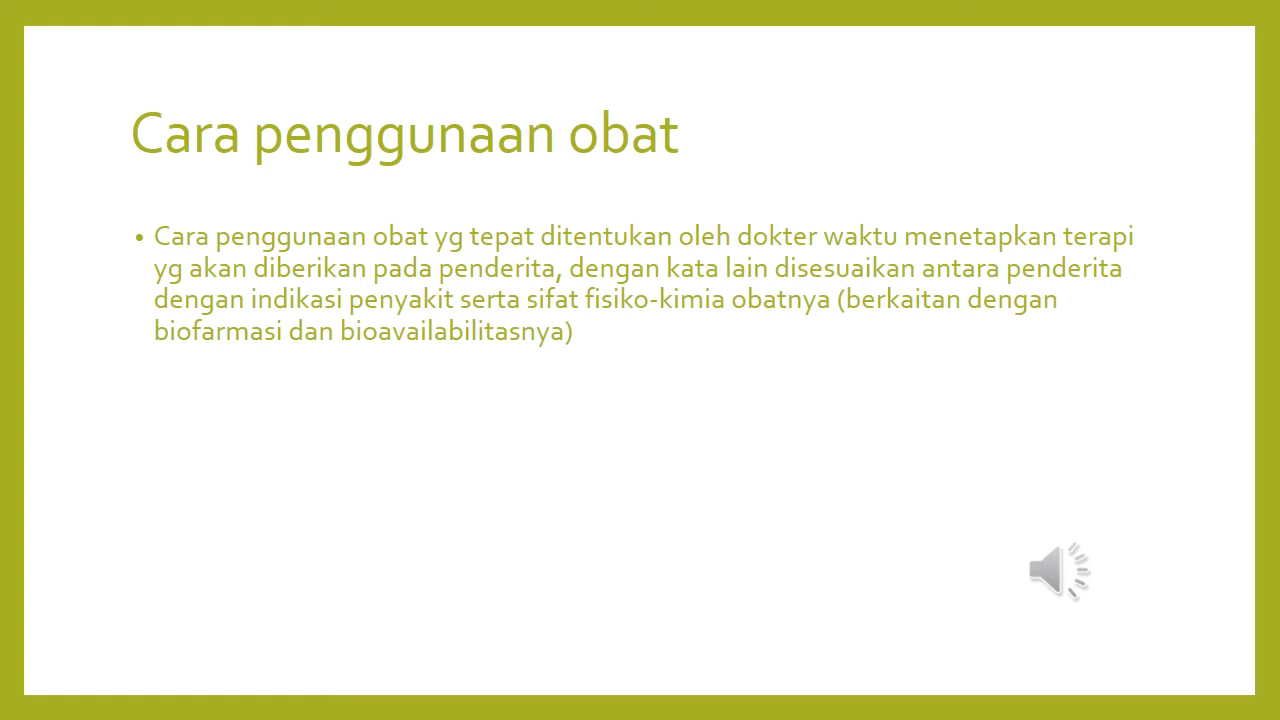 Cara penggunaan obat
• Cara penggunaan obat yg tepat ditentukan oleh dokter waktu menetapkan terapi
yg akan diberikan pada penderita, dengan kata lain disesuaikan antara penderita
dengan indikasi penyakit serta sifat fisiko-kimia obatnya (berkaitan dengan
biofarmasi dan bioavailabilitasnya)